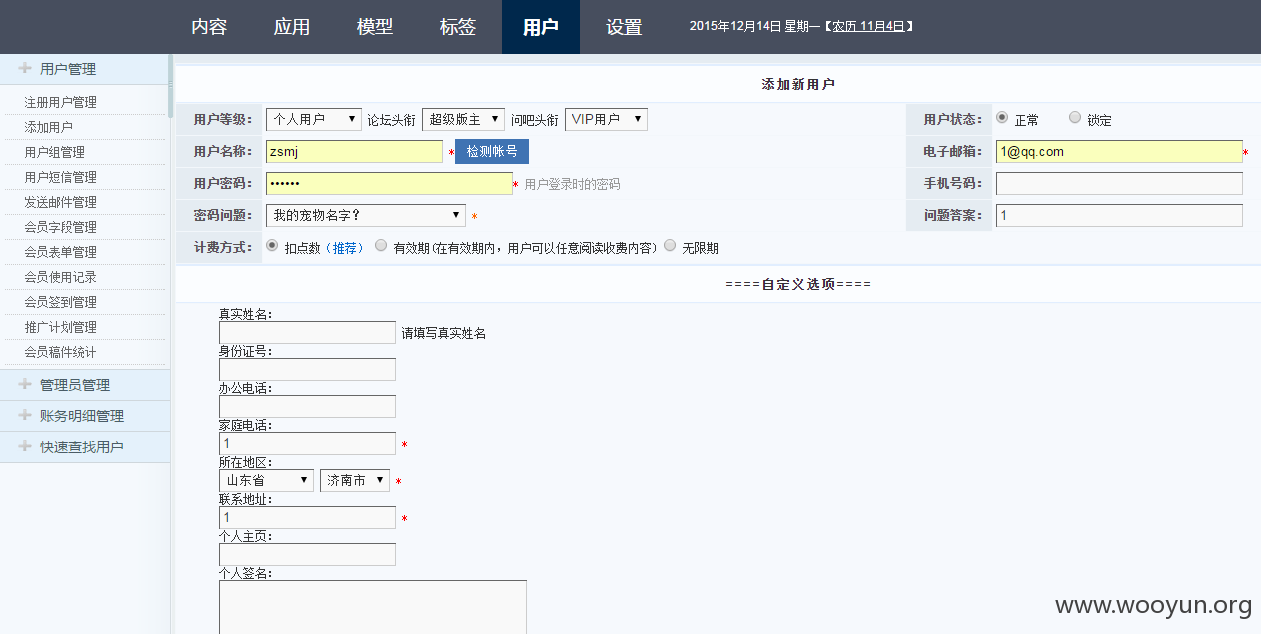 内容 应用 模型 标签 用户 设置 2015年12月14日 星期一【农历 11月4日】
用户管理
注册用户管理
添加用户
用户组管理
用户短信管理
发送邮件管理
会员字段管理
会员表单管理
会员使用记录
会员签到管理
推广计划管理
会员稿件统计
管理员管理
账务明细管理
快速查找用户
添加新用户
用户等级: 个人用户 论坛头衔 超级版主 问吧头衔 VIP用户 用户状态: 正常 锁定
用户名称: zsmj * 检测帐号 电子邮箱: 1@qq.com *
用户密码: •••••• * 用户登录时的密码 手机号码:
密码问题: 我的宠物名字? * 问题答案: 1
计费方式: 扣点数(推荐) 有效期(在有效期内,用户可以任意阅读收费内容) 无限期
====自定义选项====
真实姓名:
请填写真实姓名
身份证号:
办公电话:
家庭电话:
1 *
所在地区:
山东省 济南市 *
联系地址:
1 *
个人主页:
个人签名:
www.wooyun.org